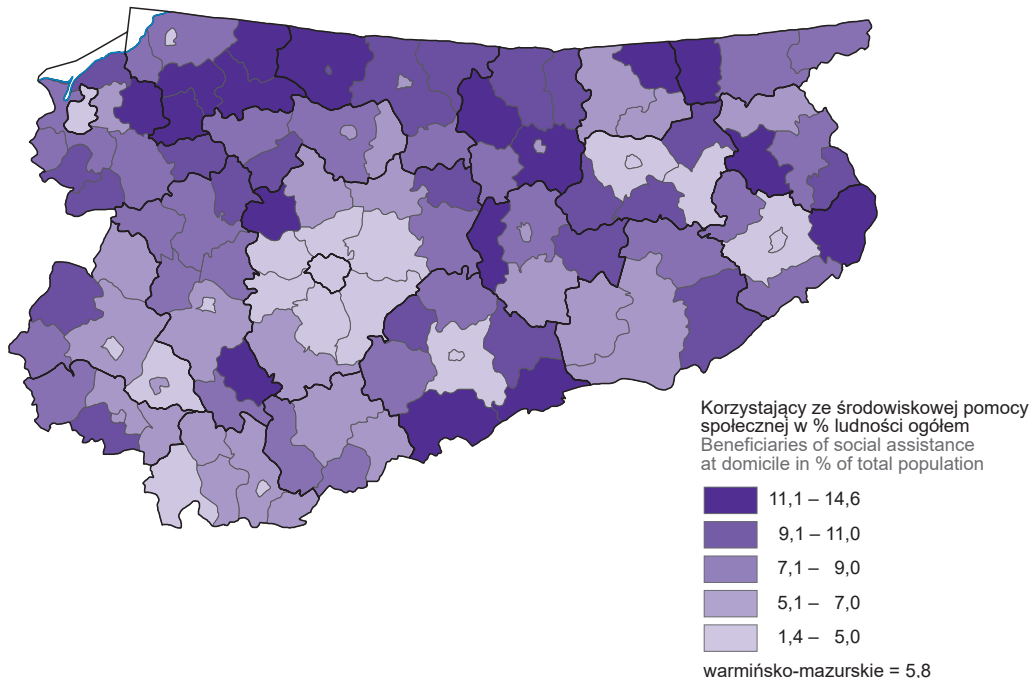 Korzystający ze środowiskowej pomocy
społecznej w % ludności ogółem
Beneficiaries of social assistance
at domicile in % of total population
11,1 – 14,6
9,1 – 11,0
7,1 – 9,0
5,1 – 7,0
1,4 – 5,0
warmińsko-mazurskie = 5,8